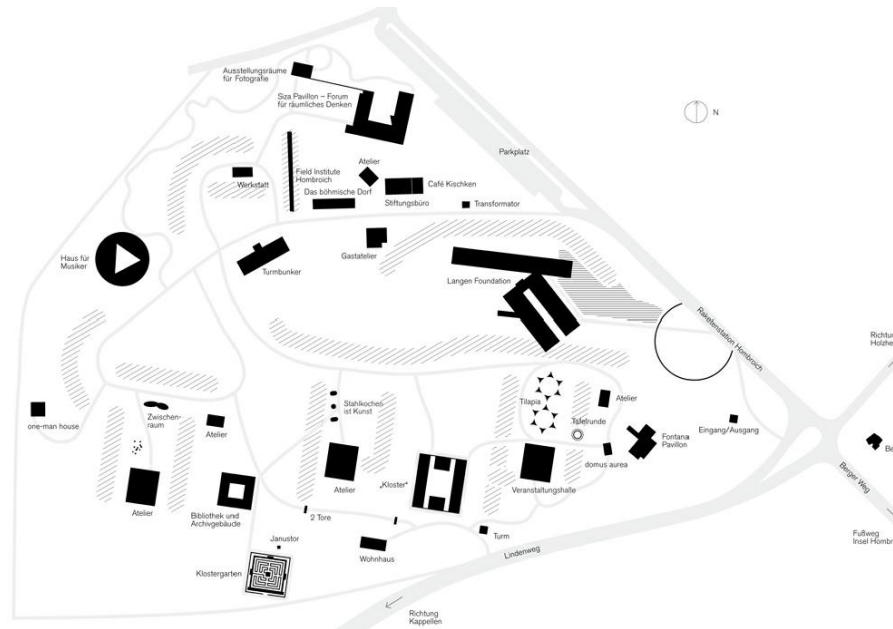 Ausstellungsräume
für Fotografie
Siza Pavillon – Forum
für räumliches Denken
N
Parkplatz
Atelier
Field Institute
Hombroich
Werkstatt
Café Kischken
Das böhmische Dorf
Stiftungsbüro
Transformator
Haus für
Musiker
Turmbunker
Gastatelier
Langen Foundation
Raketenstation Hombroich
Richtung
Holzhe
Stahlkochen
ist Kunst
Tilapia
Atelier
one-man house
Zwischen-
raum
Atelier
Tafelrunde
Fontana
Pavillon
Eingang/Ausgang
Be
domus aurea
Berger Weg
„Kloster“
Atelier
Veranstaltungshalle
Atelier
Bibliothek und
Archivgebäude
2 Tore
Turm
Fußweg
Insel Hombr
Janustor
Wohnhaus
Lindenweg
Klostergarten
Richtung
Kappellen